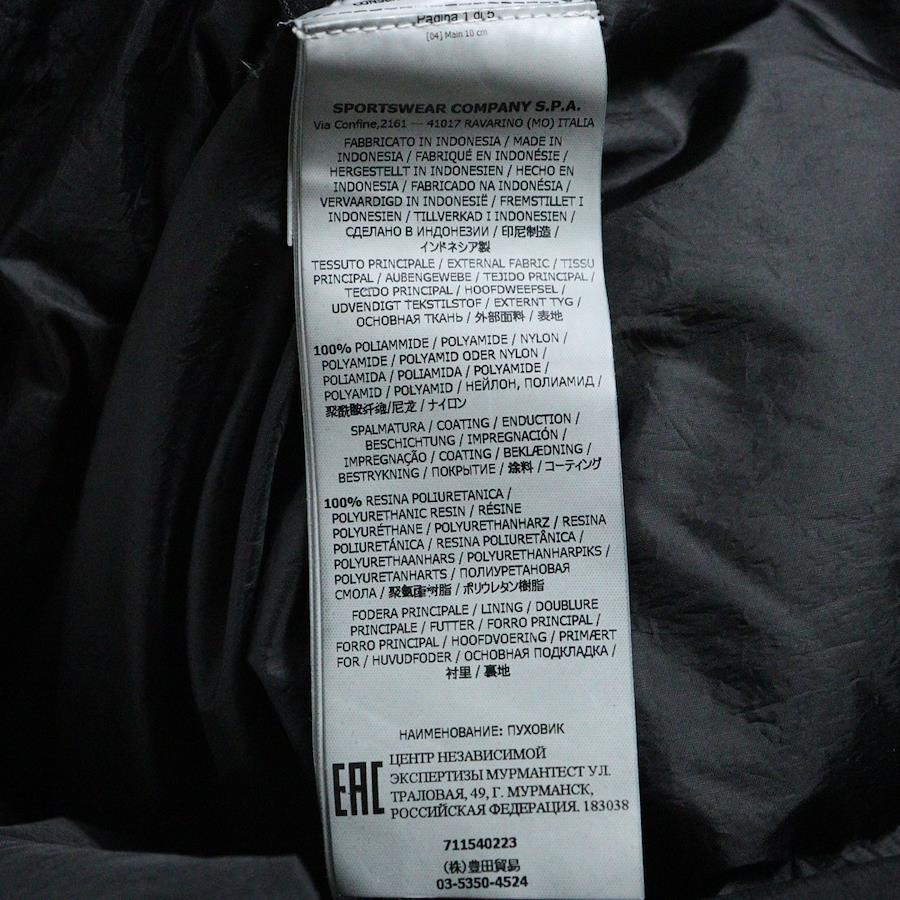 Pagina 1 di 5
[04] Main 10 cm
SPORTSWEAR COMPANY S.P.A.
Via Confine,2161 — 41017 RAVARINO (MO) ITALIA
FABBRICATO IN INDONESIA / MADE IN
INDONESIA / FABRIQUÉ EN INDONÉSIE /
HERGESTELLT IN INDONESIEN / HECHO EN
INDONESIA / FABRICADO NA INDONÉSIA /
VERVAARDIGD IN INDONESIË / FREMSTILLET I
INDONESIEN / TILLVERKAD I INDONESIEN /
СДЕЛАНО В ИНДОНЕЗИИ / 印尼制造 /
インドネシア製
TESSUTO PRINCIPALE / EXTERNAL FABRIC / TISSU
PRINCIPAL / AUßENGEWEBE / TEJIDO PRINCIPAL /
TECIDO PRINCIPAL / HOOFDWEEFSEL /
UDVENDIGT TEKSTILSTOF / EXTERNT TYG /
ОСНОВНАЯ ТКАНЬ / 外部面料 / 表地
100% POLIAMMIDE / POLYAMIDE / NYLON /
POLYAMIDE / POLYAMID ODER NYLON /
POLIAMIDA / POLIAMIDA / POLYAMIDE /
POLYAMID / POLYAMID / НЕЙЛОН, ПОЛИАМИД /
聚酰胺纤维/尼龙 / ナイロン
SPALMATURA / COATING / ENDUCTION /
BESCHICHTUNG / IMPREGNACIÓN /
IMPREGNAÇÃO / COATING / BEKLÆDNING /
BESTRYKNING / ПОКРЫТИЕ / 涂料 / コーティング
100% RESINA POLIURETANICA /
POLYURETHANIC RESIN / RÉSINE
POLYURÉTHANE / POLYURETHANHARZ / RESINA
POLIURETÁNICA / RESINA POLIURETÂNICA /
POLYURETHAANHARS / POLYURETHANHARPIKS /
POLYURETANHARTS / ПОЛИУРЕТАНОВАЯ
СМОЛА / 聚氨酯树脂 / ポリウレタン樹脂
FODERA PRINCIPALE / LINING / DOUBLURE
PRINCIPALE / FUTTER / FORRO PRINCIPAL /
FORRO PRINCIPAL / HOOFDVOERING / PRIMÆRT
FOR / HUVUDFODER / ОСНОВНАЯ ПОДКЛАДКА /
衬里 / 裏地
НАИМЕНОВАНИЕ: ПУХОВИК
EAC
ЦЕНТР НЕЗАВИСИМОЙ
ЭКСПЕРТИЗЫ МУРМАНТЕСТ УЛ.
ТРАЛОВАЯ, 49, Г. МУРМАНСК,
РОССИЙСКАЯ ФЕДЕРАЦИЯ. 183038
711540223
(株)豊田貿易
03-5350-4524